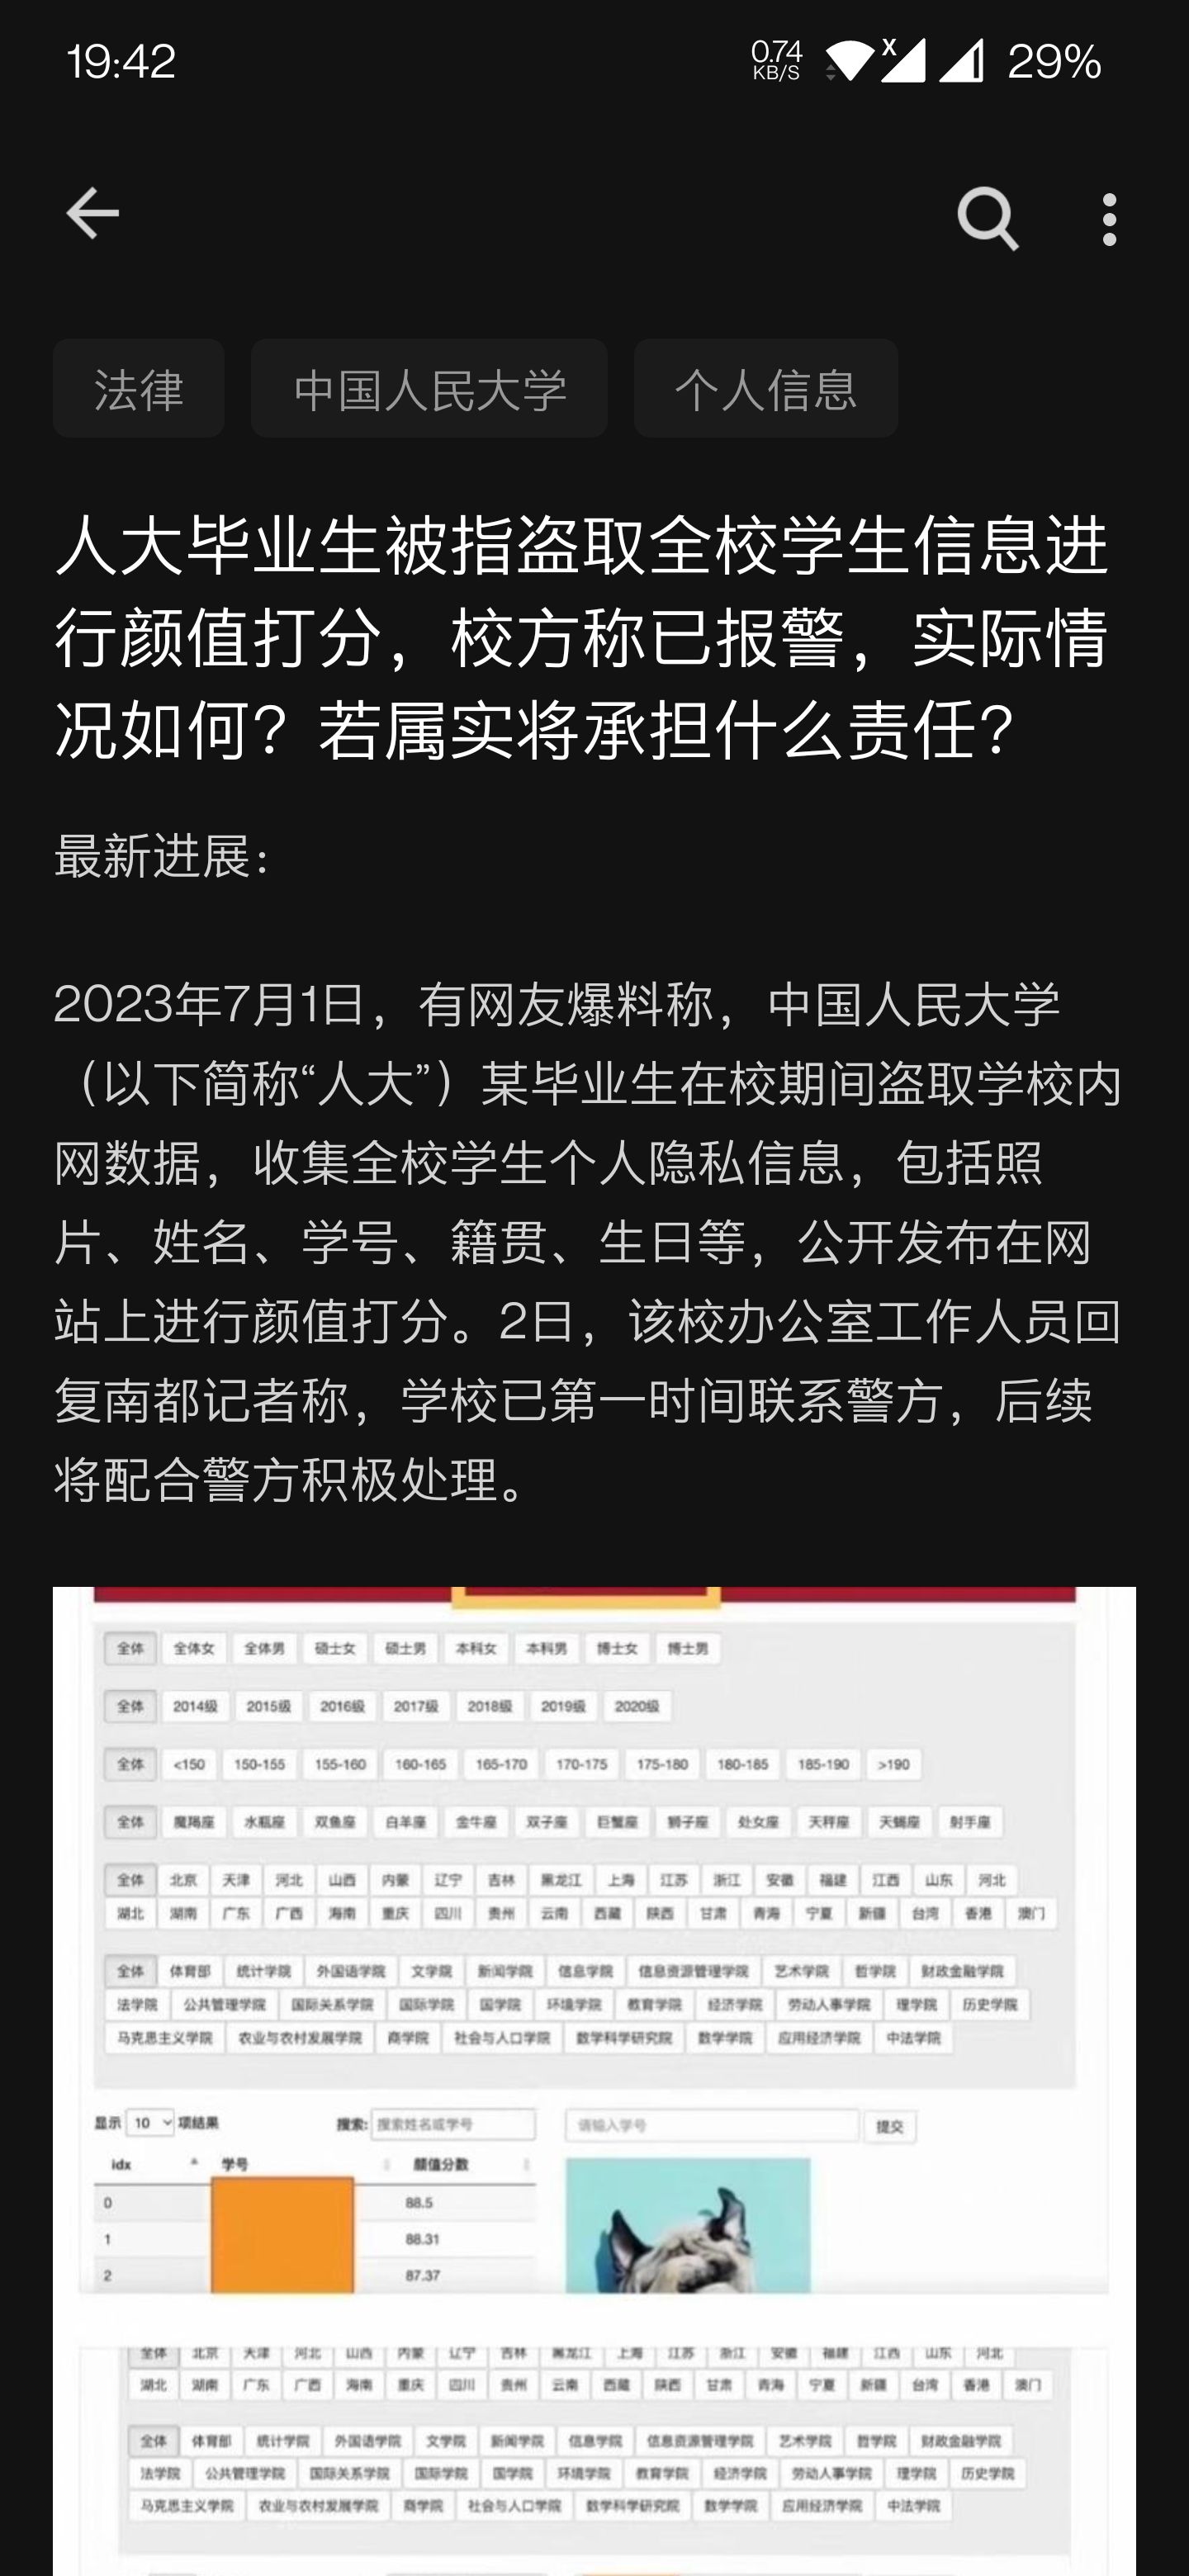 19:42
0.74
KB/S
X
29%
法律 中国人民大学 个人信息
人大毕业生被指盗取全校学生信息进
行颜值打分，校方称已报警，实际情
况如何？若属实将承担什么责任？
最新进展：
2023年7月1日，有网友爆料称，中国人民大学
（以下简称“人大”）某毕业生在校期间盗取学校内
网数据，收集全校学生个人隐私信息，包括照
片、姓名、学号、籍贯、生日等，公开发布在网
站上进行颜值打分。2日，该校办公室工作人员回
复南都记者称，学校已第一时间联系警方，后续
将配合警方积极处理。
全体 全体女 全体男 硕士女 硕士男 本科女 本科男 博士女 博士男
全体 2014级 2015级 2016级 2017级 2018级 2019级 2020级
全体 <150 150-155 155-160 160-165 165-170 170-175 175-180 180-185 185-190 >190
全体 魔羯座 水瓶座 双鱼座 白羊座 金牛座 双子座 巨蟹座 狮子座 处女座 天秤座 天蝎座 射手座
全体 北京 天津 河北 山西 内蒙 辽宁 吉林 黑龙江 上海 江苏 浙江 安徽 福建 江西 山东 河北
湖北 湖南 广东 广西 海南 重庆 四川 贵州 云南 西藏 陕西 甘肃 青海 宁夏 新疆 台湾 香港 澳门
全体 体育部 统计学院 外国语学院 文学院 新闻学院 信息学院 信息资源管理学院 艺术学院 哲学院 财政金融学院
法学院 公共管理学院 国际关系学院 国际学院 国学院 环境学院 教育学院 经济学院 劳动人事学院 理学院 历史学院
马克思主义学院 农业与农村发展学院 商学院 社会与人口学院 数学科学研究院 数学学院 应用经济学院 中法学院
显示 10 项结果 搜索: 搜索姓名或学号 请输入学号 提交
idx 学号 颜值分数
0 88.5
1 88.31
2 87.37
全体 北京 天津 河北 山西 内蒙 辽宁 吉林 黑龙江 上海 江苏 浙江 安徽 福建 江西 山东 河北
湖北 湖南 广东 广西 海南 重庆 四川 贵州 云南 西藏 陕西 甘肃 青海 宁夏 新疆 台湾 香港 澳门
全体 体育部 统计学院 外国语学院 文学院 新闻学院 信息学院 信息资源管理学院 艺术学院 哲学院 财政金融学院
法学院 公共管理学院 国际关系学院 国际学院 国学院 环境学院 教育学院 经济学院 劳动人事学院 理学院 历史学院
马克思主义学院 农业与农村发展学院 商学院 社会与人口学院 数学科学研究院 数学学院 应用经济学院 中法学院